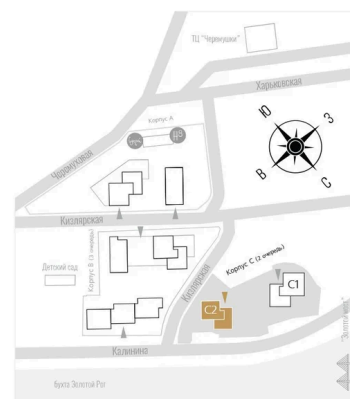 ТЦ "Черемушки"
Харьковская
Корпус А
Черемуховая
Ю
З
В
С
Кизлярская
Корпус В (3 очередь)
Детский сад
Кизлярская
Корпус С (2 очередь)
С1
С2
Калинина
бухта Золотой Рог